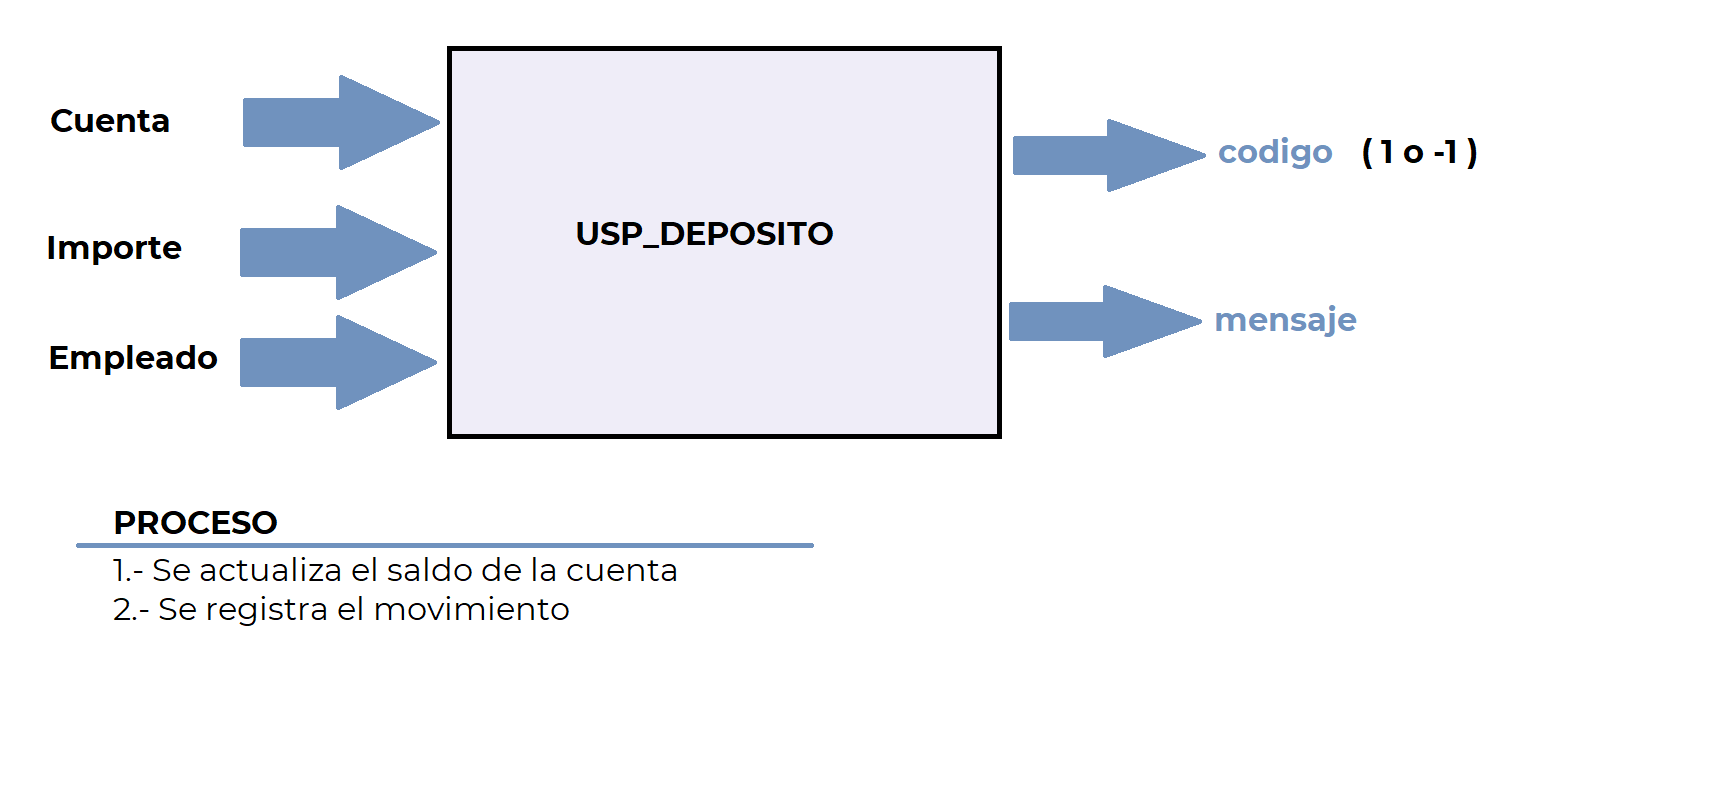 Cuenta
Importe
Empleado
USP_DEPOSITO
codigo ( 1 o -1 )
mensaje
PROCESO
1.- Se actualiza el saldo de la cuenta
2.- Se registra el movimiento